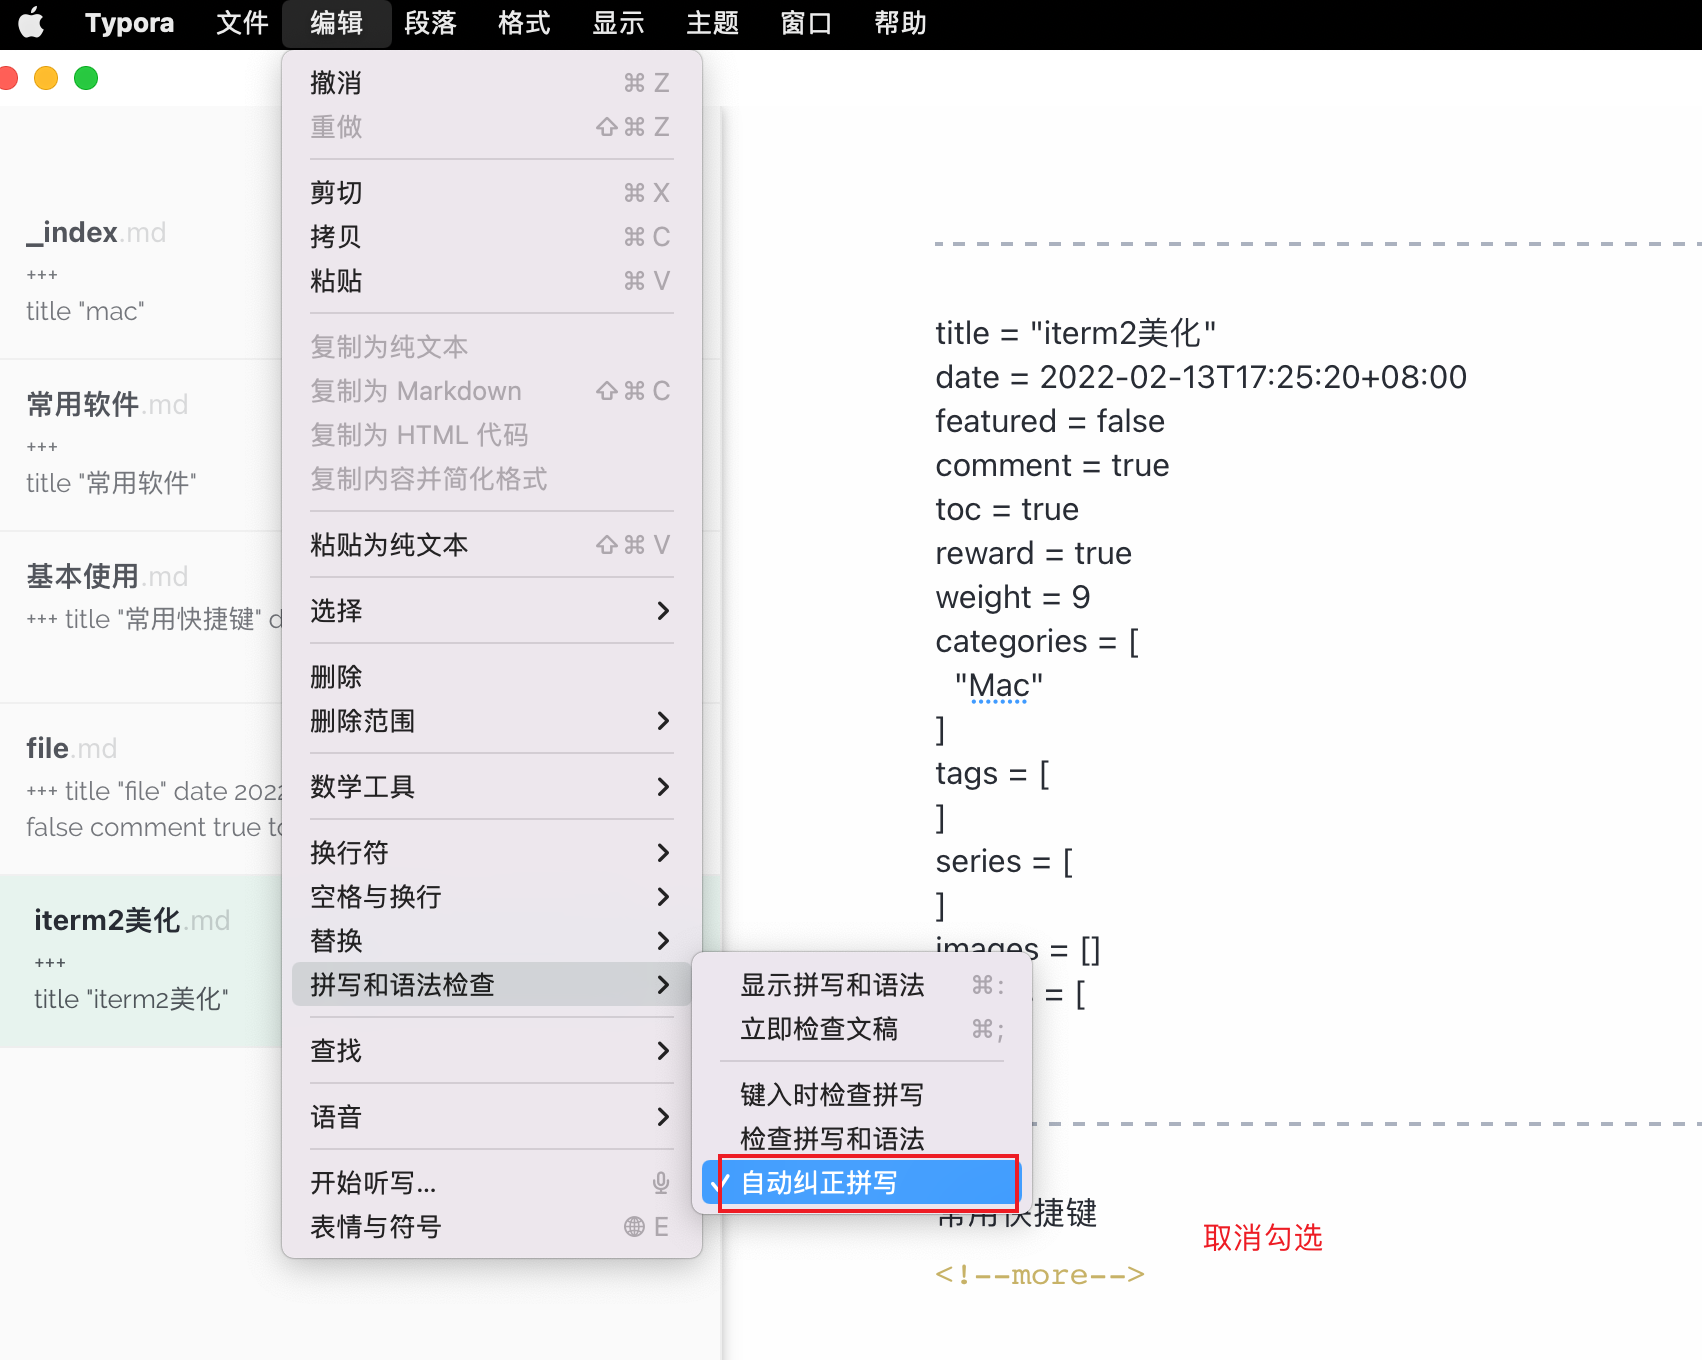 Typora 文件 编辑 段落 格式 显示 主题 窗口 帮助
_index.md
+++
title "mac"
常用软件.md
+++
title "常用软件"
基本使用.md
+++ title "常用快捷键" d
file.md
+++ title "file" date 2022
false comment true to
iterm2美化.md
+++
title "iterm2美化"
撤消 ⌘ Z
重做 ⇧⌘ Z
剪切 ⌘ X
拷贝 ⌘ C
粘贴 ⌘ V
复制为纯文本
复制为 Markdown ⇧⌘ C
复制为 HTML 代码
复制内容并简化格式
粘贴为纯文本 ⇧⌘ V
选择
删除
删除范围
数学工具
换行符
空格与换行
替换
拼写和语法检查
查找
语音
开始听写...
表情与符号 E
显示拼写和语法 ⌘ :
立即检查文稿 ⌘ ;
键入时检查拼写
检查拼写和语法
✓ 自动纠正拼写
title = "iterm2美化"
date = 2022-02-13T17:25:20+08:00
featured = false
comment = true
toc = true
reward = true
weight = 9
categories = [
"Mac"
]
tags = [
]
series = [
]
images = []
= [
常用快捷键
取消勾选
<!--more-->